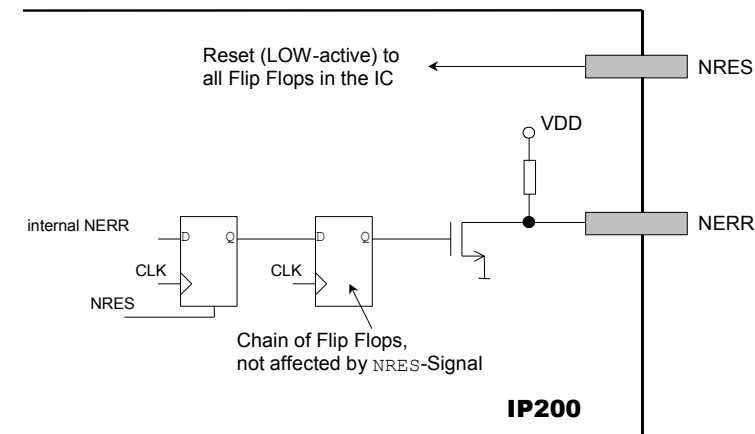 Reset (LOW-active) to
all Flip Flops in the IC
NRES
VDD
internal NERR
D Q
D Q
NERR
CLK
CLK
NRES
Chain of Flip Flops,
not affected by NRES-Signal
IP200